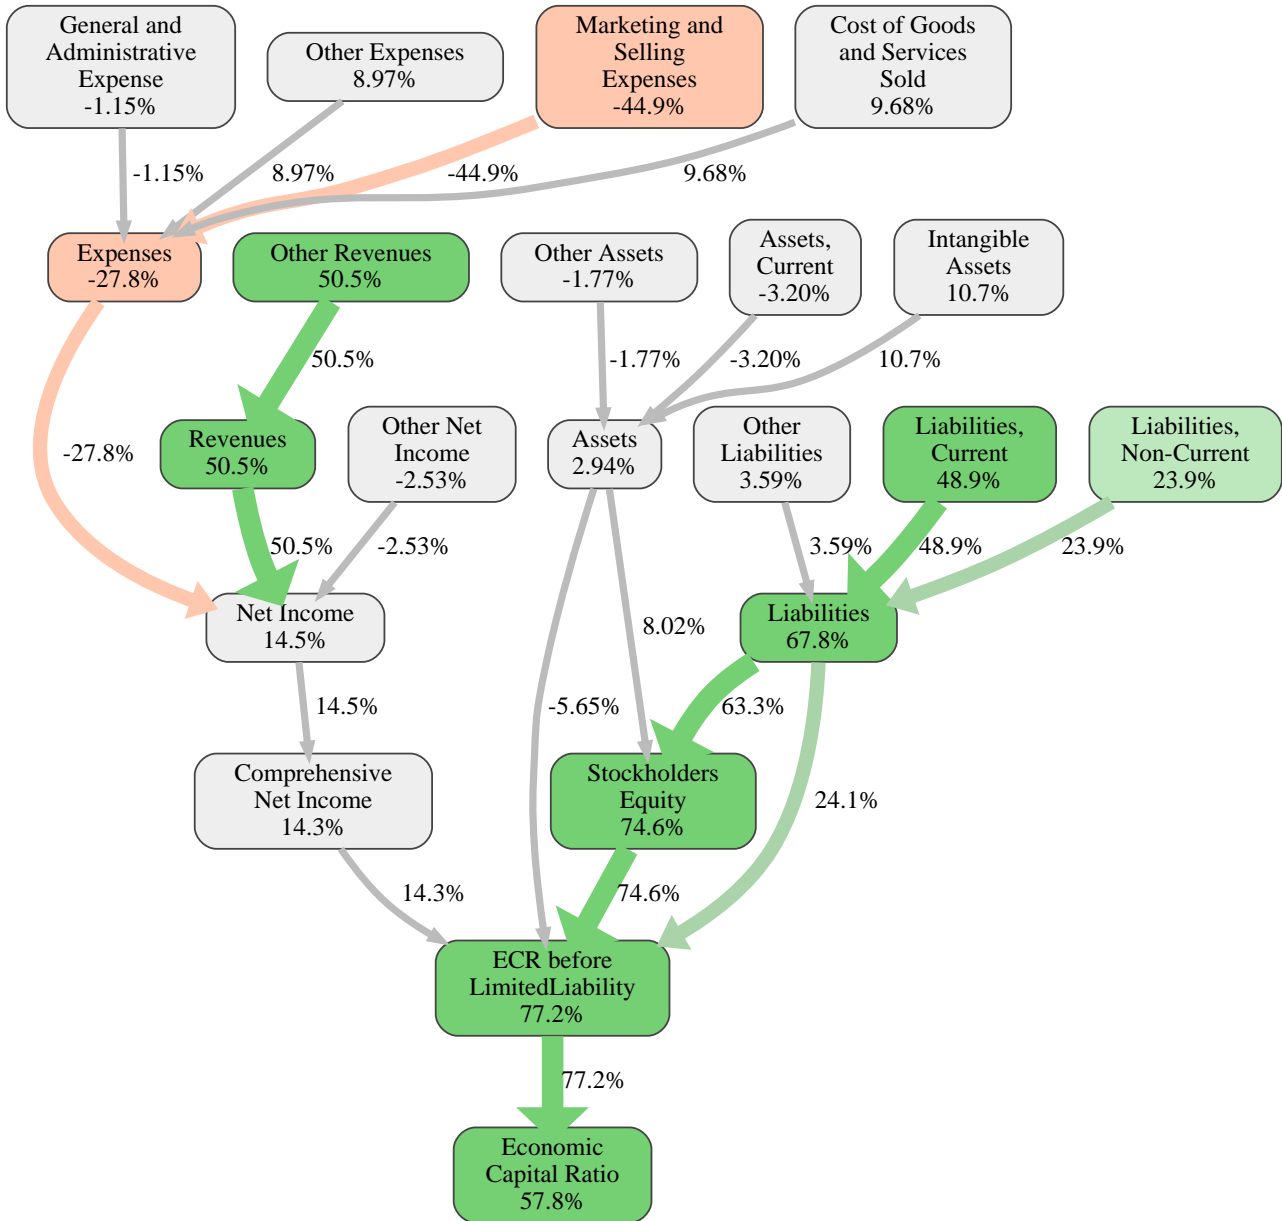 General and
Administrative
Expense
-1.15%
Other Expenses
8.97%
Marketing and
Selling
Expenses
-44.9%
Cost of Goods
and Services
Sold
9.68%
-1.15%
8.97%
-44.9%
9.68%
Expenses
-27.8%
Other Revenues
50.5%
Other Assets
-1.77%
Assets,
Current
-3.20%
Intangible
Assets
10.7%
50.5%
-1.77%
-3.20%
10.7%
-27.8%
Revenues
50.5%
Other Net
Income
-2.53%
Assets
2.94%
Other
Liabilities
3.59%
Liabilities,
Current
48.9%
Liabilities,
Non-Current
23.9%
50.5%
-2.53%
3.59%
48.9%
23.9%
Net Income
14.5%
8.02%
Liabilities
67.8%
14.5%
-5.65%
63.3%
Comprehensive
Net Income
14.3%
Stockholders
Equity
74.6%
24.1%
14.3%
74.6%
ECR before
LimitedLiability
77.2%
77.2%
Economic
Capital Ratio
57.8%